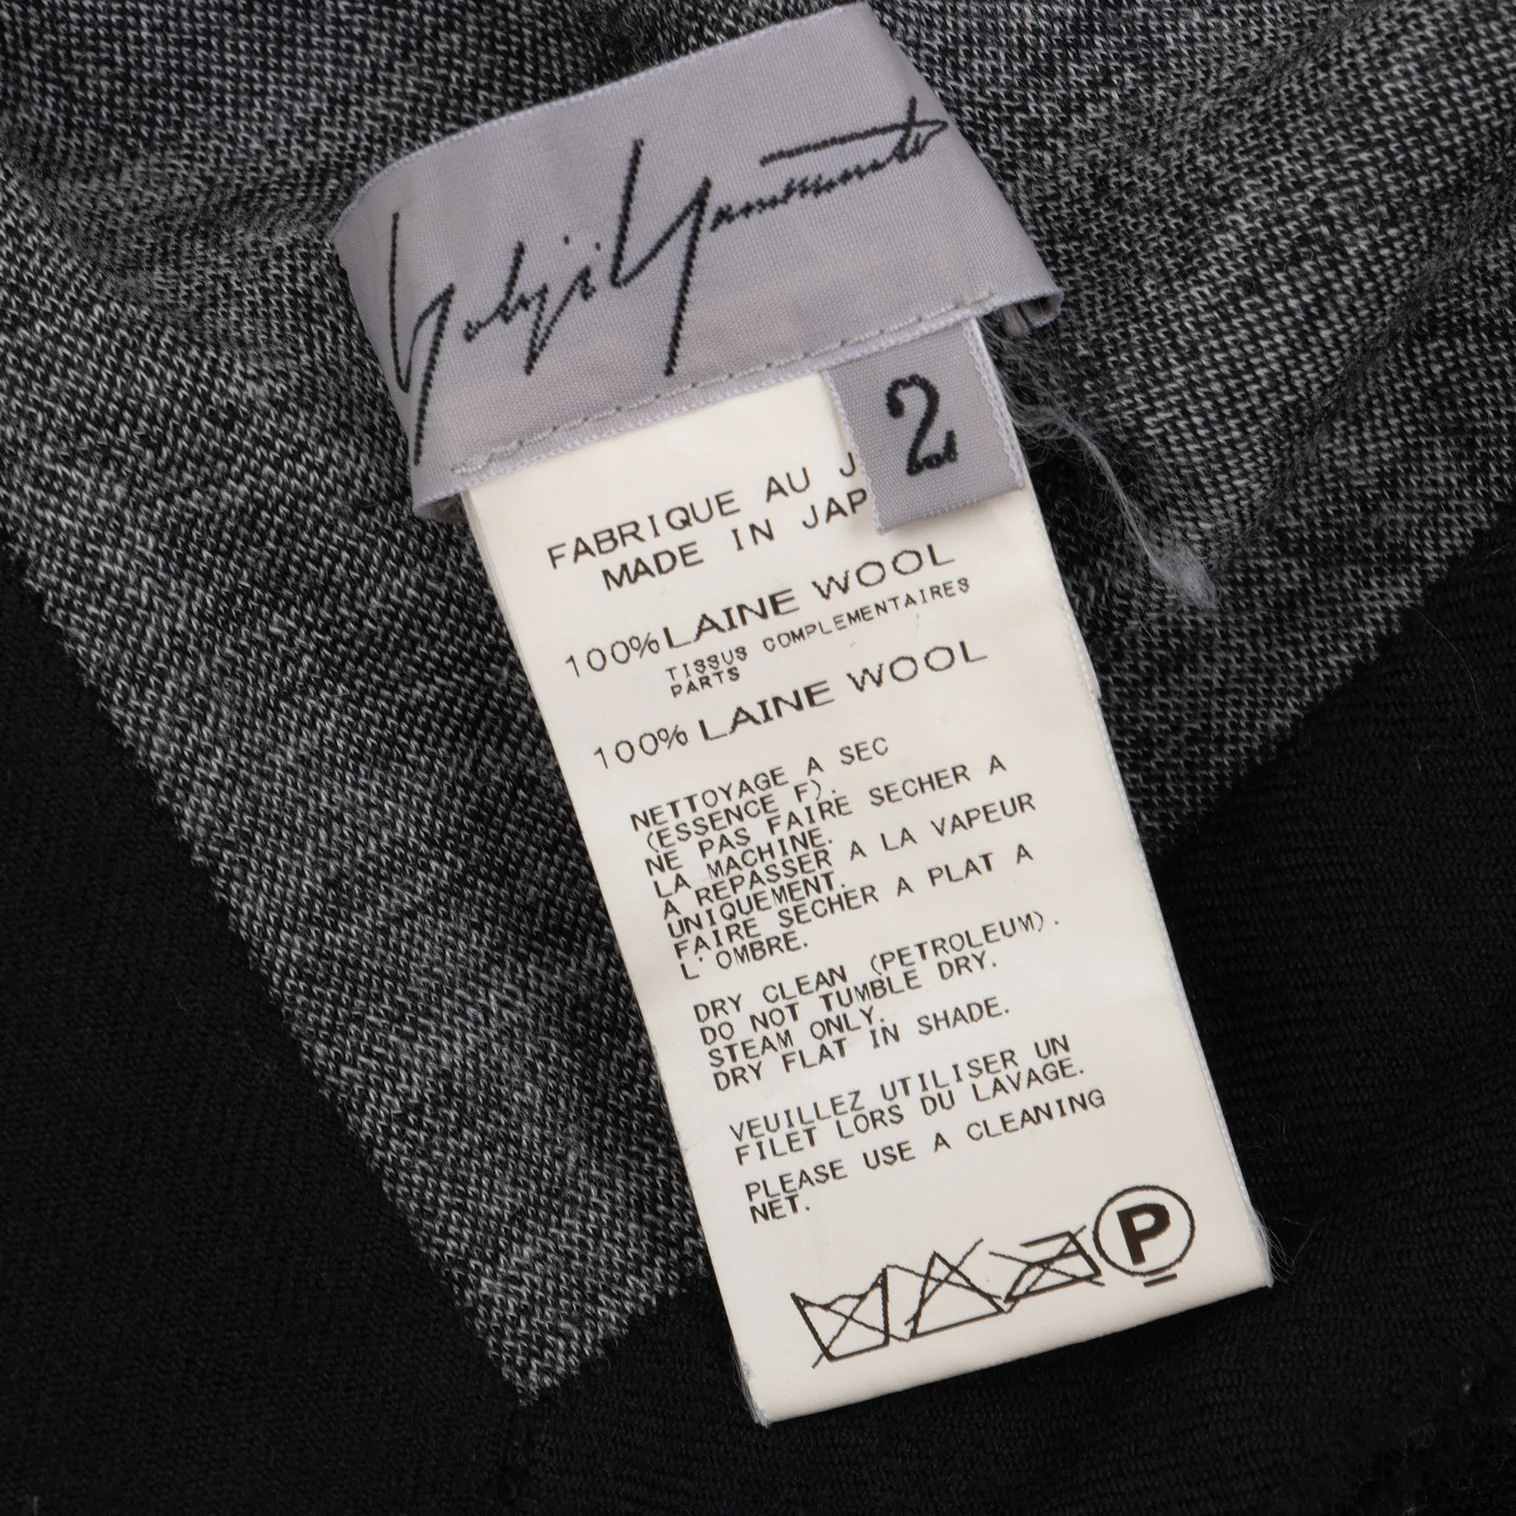 Yohji Yamamoto
2
FABRIQUE AU J
MADE IN JAP
100% LAINE WOOL
TISSUS COMPLEMENTAIRES
PARTS
100% LAINE WOOL
NETTOYAGE A SEC
(ESSENCE F).
NE PAS FAIRE SECHER A
LA MACHINE.
A REPASSER A LA VAPEUR
UNIQUEMENT.
FAIRE SECHER A PLAT A
L'OMBRE.
DRY CLEAN (PETROLEUM).
DO NOT TUMBLE DRY.
STEAM ONLY.
DRY FLAT IN SHADE.
VEUILLEZ UTILISER UN
FILET LORS DU LAVAGE.
PLEASE USE A CLEANING
NET.
P